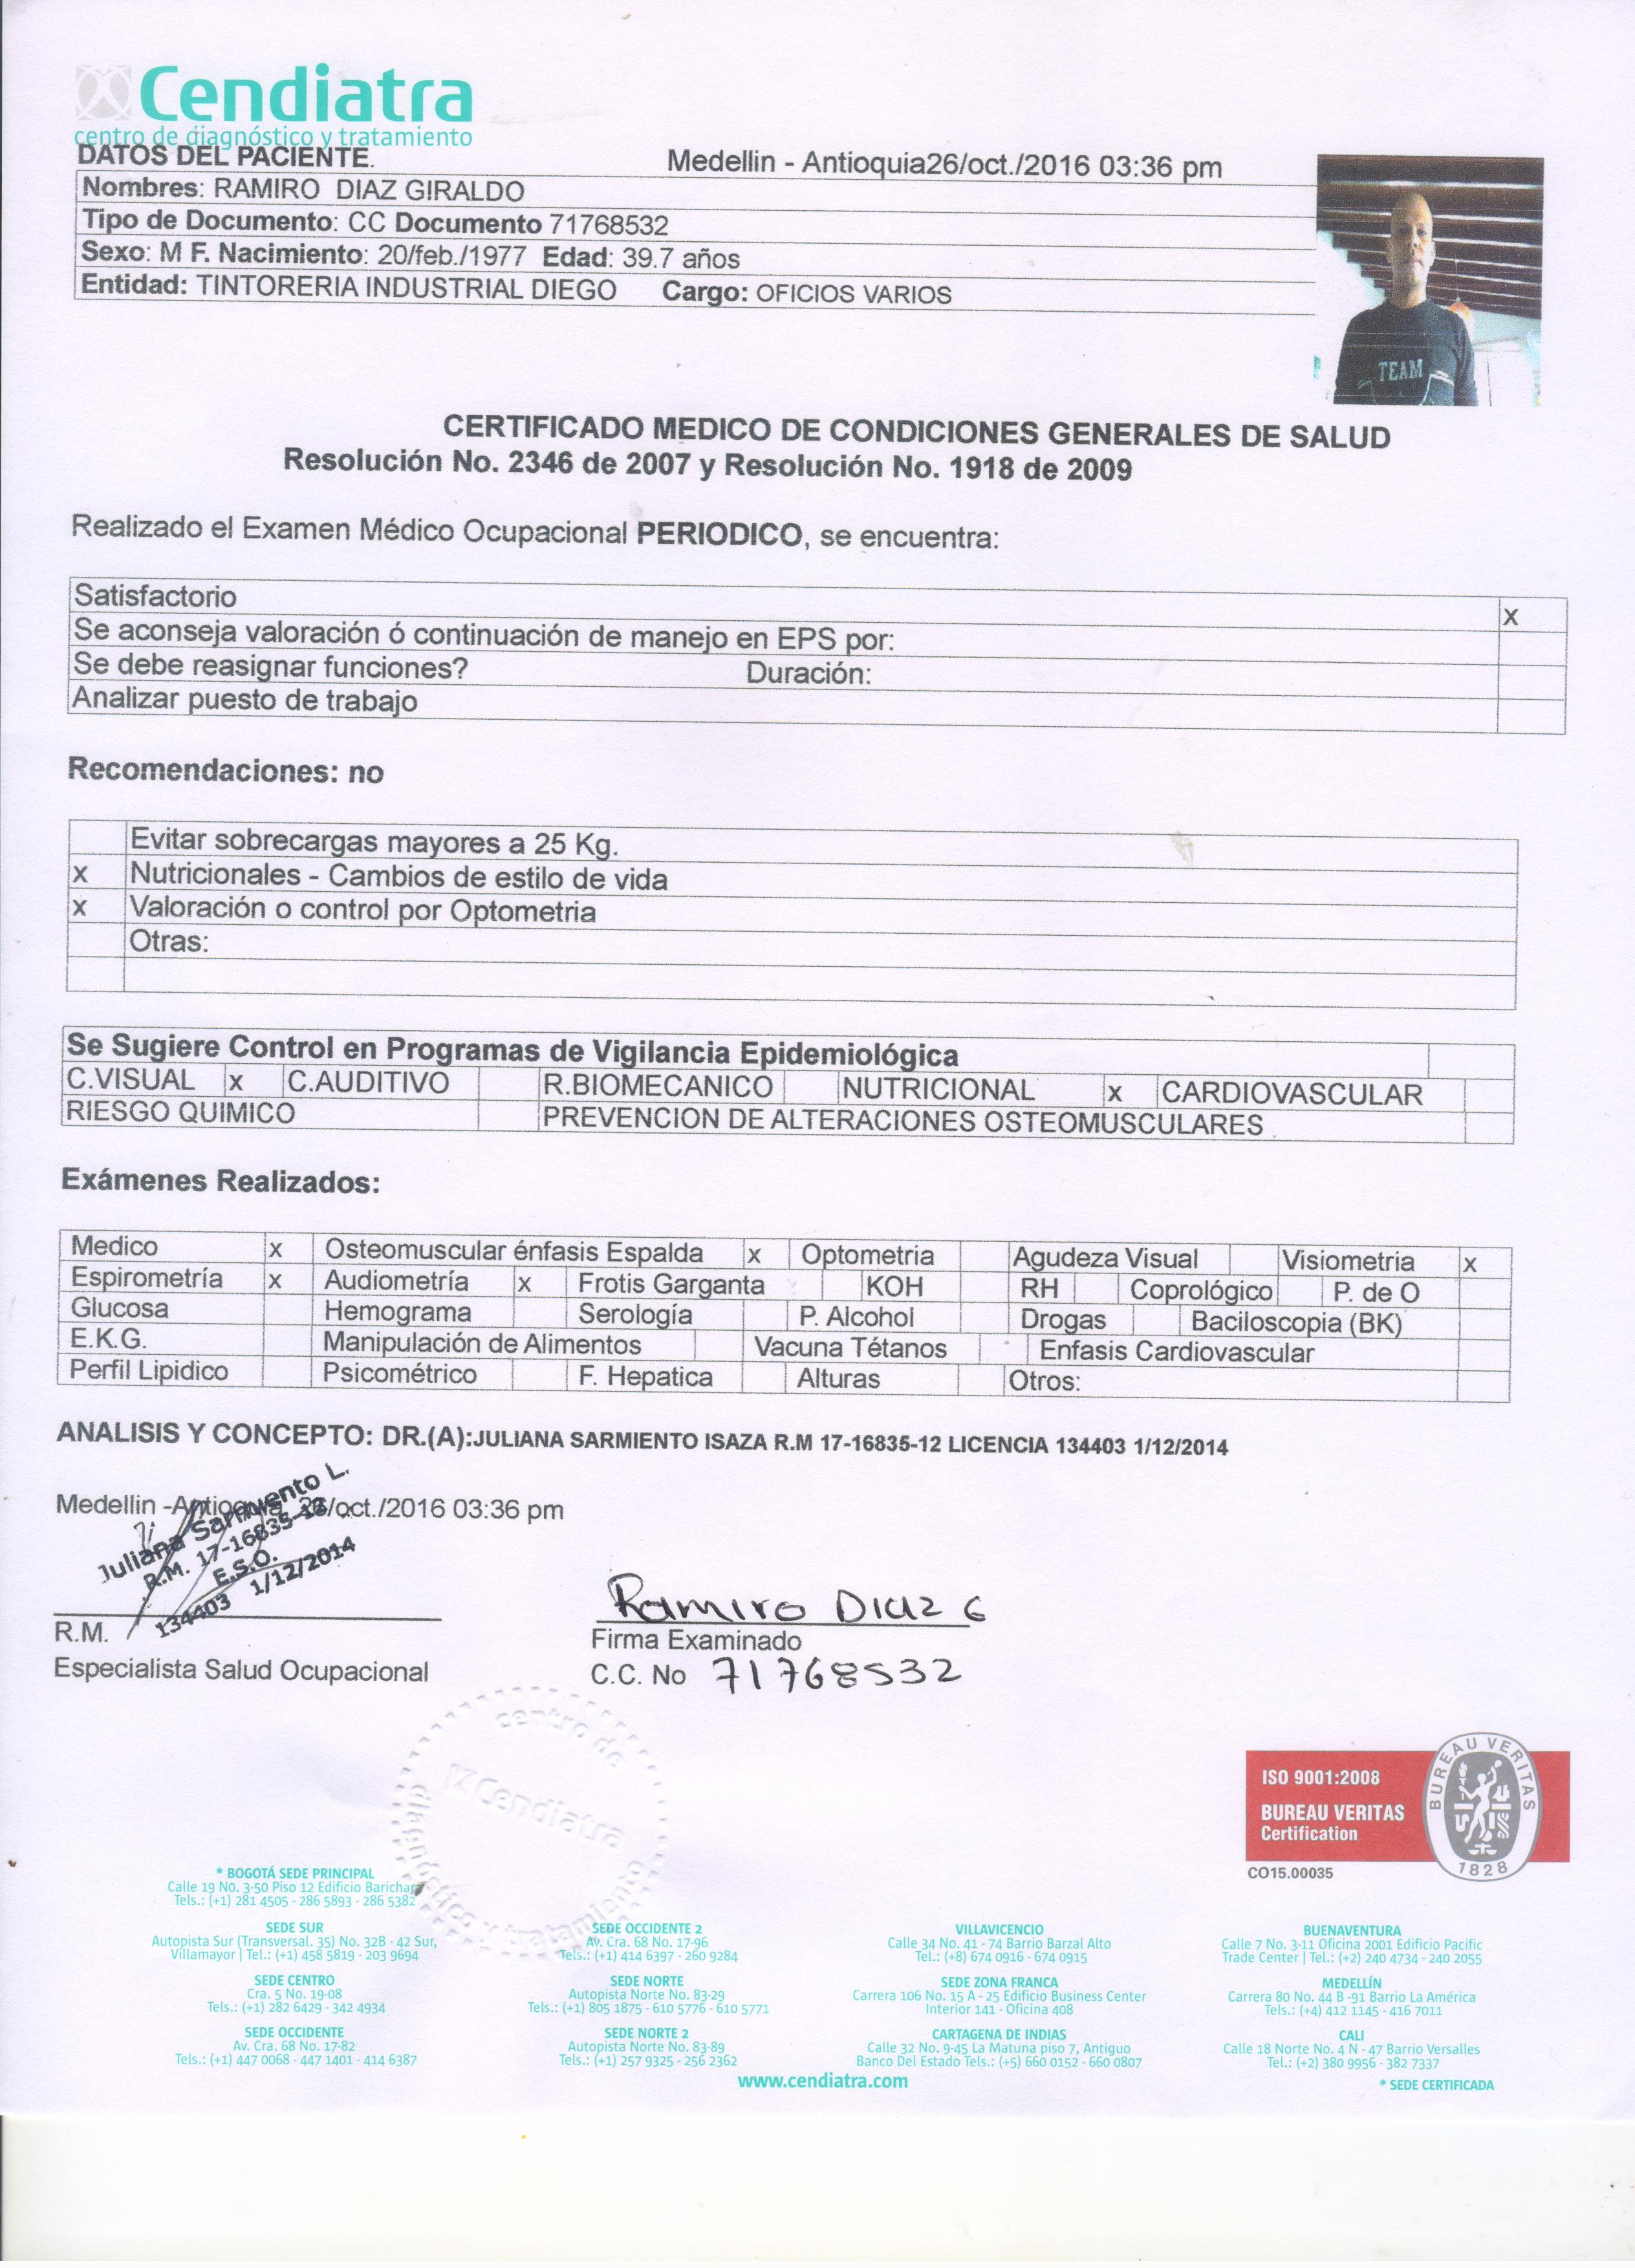 Cendiatra
centro de diagnóstico y tratamiento
DATOS DEL PACIENTE.
Medellin - Antioquia26/oct./2016 03:36 pm
Nombres: RAMIRO DIAZ GIRALDO
Tipo de Documento: CC Documento 71768532
Sexo: M F. Nacimiento: 20/feb./1977 Edad: 39.7 años
Entidad: TINTORERIA INDUSTRIAL DIEGO Cargo: OFICIOS VARIOS
TEAM
CERTIFICADO MEDICO DE CONDICIONES GENERALES DE SALUD
Resolución No. 2346 de 2007 y Resolución No. 1918 de 2009
Realizado el Examen Médico Ocupacional PERIODICO, se encuentra:
Satisfactorio x
Se aconseja valoración ó continuación de manejo en EPS por:
Se debe reasignar funciones? Duración:
Analizar puesto de trabajo
Recomendaciones: no
Evitar sobrecargas mayores a 25 Kg.
x Nutricionales - Cambios de estilo de vida
x Valoración o control por Optometria
Otras:
Se Sugiere Control en Programas de Vigilancia Epidemiológica
C.VISUAL x C.AUDITIVO R.BIOMECANICO NUTRICIONAL x CARDIOVASCULAR
RIESGO QUIMICO PREVENCION DE ALTERACIONES OSTEOMUSCULARES
Exámenes Realizados:
Medico x Osteomuscular énfasis Espalda x Optometria Agudeza Visual Visiometria x
Espirometría x Audiometría x Frotis Garganta KOH RH Coprológico P. de O
Glucosa Hemograma Serología P. Alcohol Drogas Baciloscopia (BK)
E.K.G. Manipulación de Alimentos Vacuna Tétanos Enfasis Cardiovascular
Perfil Lipidico Psicométrico F. Hepatica Alturas Otros:
ANALISIS Y CONCEPTO: DR.(A):JULIANA SARMIENTO ISAZA R.M 17-16835-12 LICENCIA 134403 1/12/2014
Medellin -Antioquia, 26/oct./2016 03:36 pm
Juliana Sarmiento L.
R.M. 17-16835-12
E.S.O.
134403 1/12/2014
R.M.
Especialista Salud Ocupacional
Ramiro Diaz G
Firma Examinado
C.C. No 71768532
centro de
Cendiatra
diagnóstico y tratamiento
ISO 9001:2008
BUREAU VERITAS
Certification
BUREAU VERITAS
1828
CO15.00035
* BOGOTÁ SEDE PRINCIPAL
Calle 19 No. 3-50 Piso 12 Edificio Barichar
Tels.: (+1) 281 4505 - 286 5893 - 286 5382
SEDE SUR
Autopista Sur (Transversal. 35) No. 32B - 42 Sur,
Villamayor | Tel.: (+1) 458 5819 - 203 9694
SEDE CENTRO
Cra. 5 No. 19-08
Tels.: (+1) 282 6429 - 342 4934
SEDE OCCIDENTE
Av. Cra. 68 No. 17-82
Tels.: (+1) 447 0068 - 447 1401 - 414 6387
SEDE OCCIDENTE 2
Av. Cra. 68 No. 17-96
Tels.: (+1) 414 6397 - 260 9284
SEDE NORTE
Autopista Norte No. 83-29
Tels.: (+1) 805 1875 - 610 5776 - 610 5771
SEDE NORTE 2
Autopista Norte No. 83-89
Tels.: (+1) 257 9325 - 256 2362
VILLAVICENCIO
Calle 34 No. 41 - 74 Barrio Barzal Alto
Tel.: (+8) 674 0916 - 674 0915
SEDE ZONA FRANCA
Carrera 106 No. 15 A - 25 Edificio Business Center
Interior 141 - Oficina 408
CARTAGENA DE INDIAS
Calle 32 No. 9-45 La Matuna piso 7, Antiguo
Banco Del Estado Tels.: (+5) 660 0152 - 660 0807
BUENAVENTURA
Calle 7 No. 3-11 Oficina 2001 Edificio Pacific
Trade Center | Tel.: (+2) 240 4734 - 240 2055
MEDELLÍN
Carrera 80 No. 44 B -91 Barrio La América
Tels.: (+4) 412 1145 - 416 7011
CALI
Calle 18 Norte No. 4 N - 47 Barrio Versalles
Tel.: (+2) 380 9956 - 382 7337
www.cendiatra.com
* SEDE CERTIFICADA